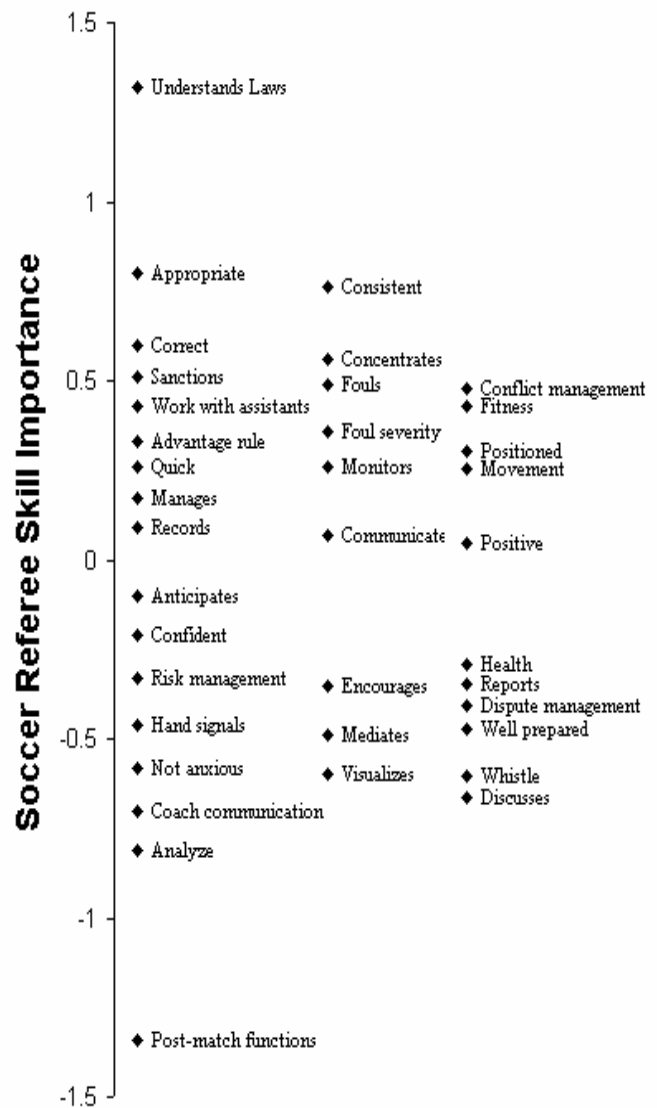 Soccer Referee Skill Importance
1.5
Understands Laws
1
Appropriate
Consistent
Correct
Concentrates
Sanctions
0.5
Fouls
Conflict management
Work with assistants
Fitness
Foul severity
Advantage rule
Positioned
Quick
Monitors
Movement
Manages
Records
Communicate
Positive
0
Anticipates
Confident
Health
Risk management
Reports
Encourages
Dispute management
Hand signals
Well prepared
-0.5
Mediates
Not anxious
Visualizes
Whistle
Discusses
Coach communication
Analyze
-1
Post-match functions
-1.5